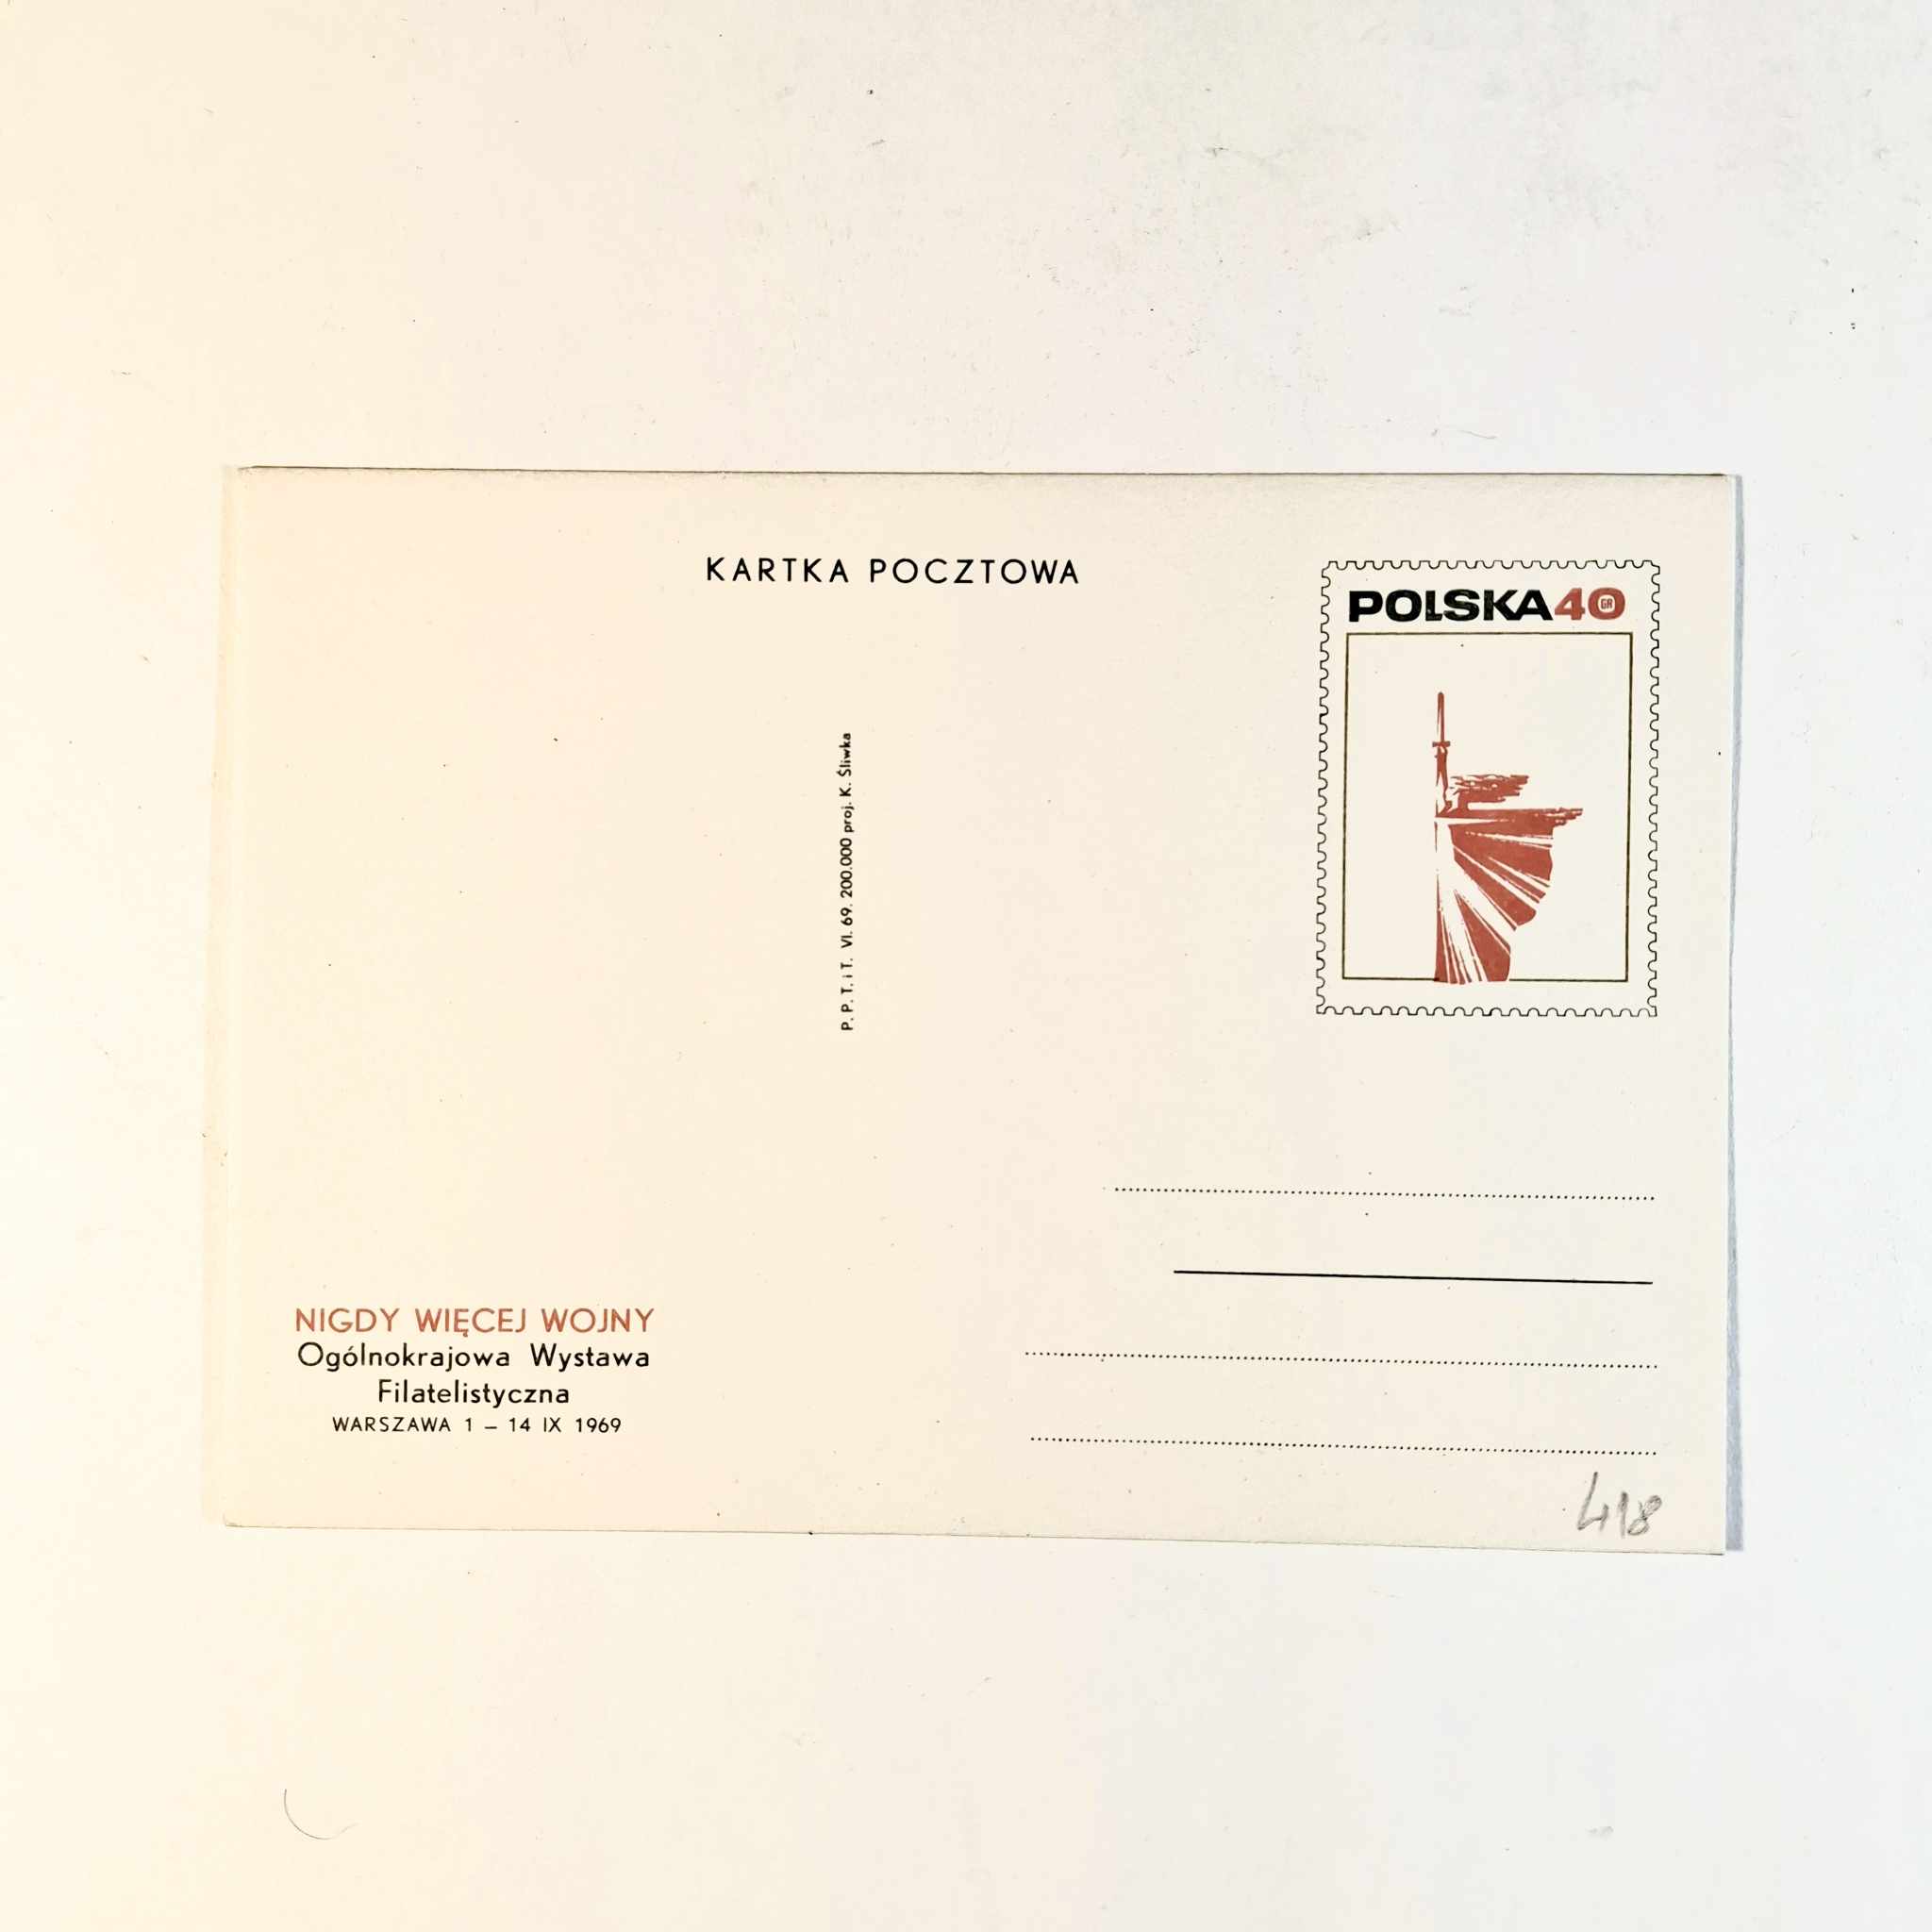 KARTKA POCZTOWA
POLSKA 40 GR
P. P. T. i T. VI. 69. 200.000 proj. K. Śliwka
NIGDY WIĘCEJ WOJNY
Ogólnokrajowa Wystawa
Filatelistyczna
WARSZAWA 1 – 14 IX 1969
418